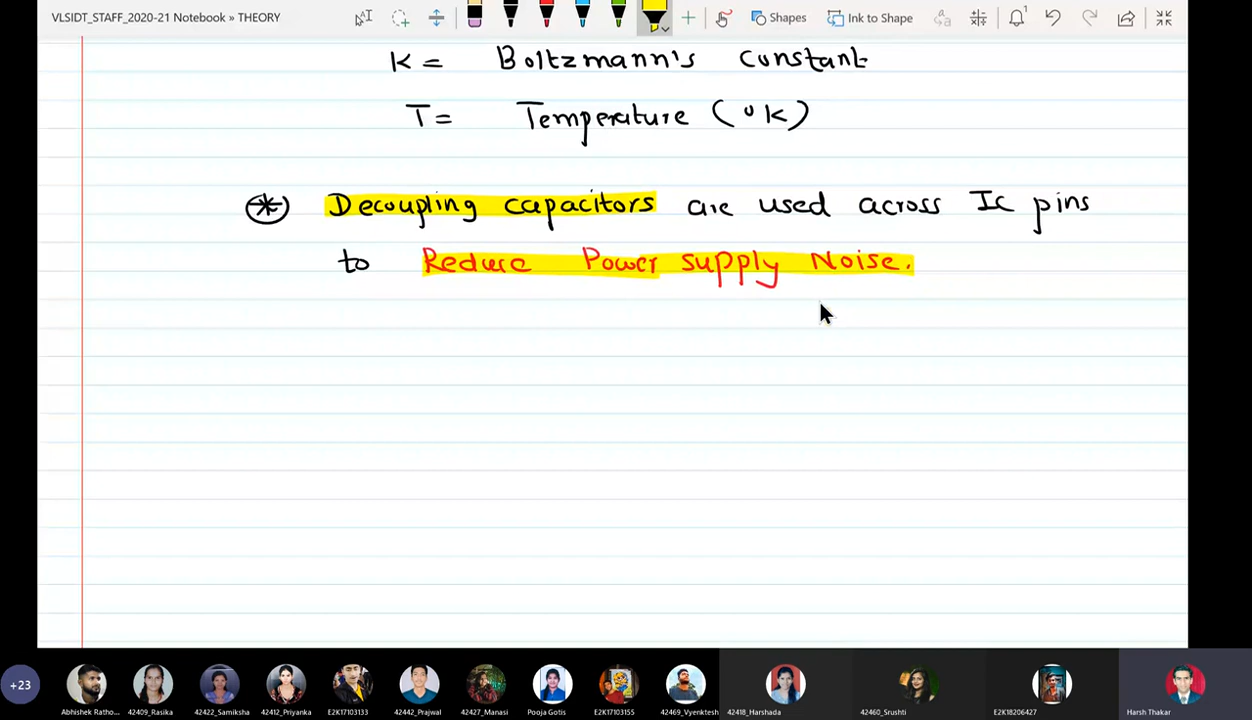 VLSIDT_STAFF_2020-21 Notebook » THEORY
Shapes
Ink to Shape
K = Boltzmann's constant
T = Temperature (°K)
* Decoupling capacitors are used across Ic pins
to Reduce Power supply Noise.
+23
Abhishek Ratho...
42409_Rasika
42422_Samiksha
42412_Priyanka
E2K17103133
42442_Prajwal
42427_Manasi
Pooja Gotis
E2K17103155
42469_Vyenktesh
42418_Harshada
42460_Srushti
E2K18206427
Harsh Thakar